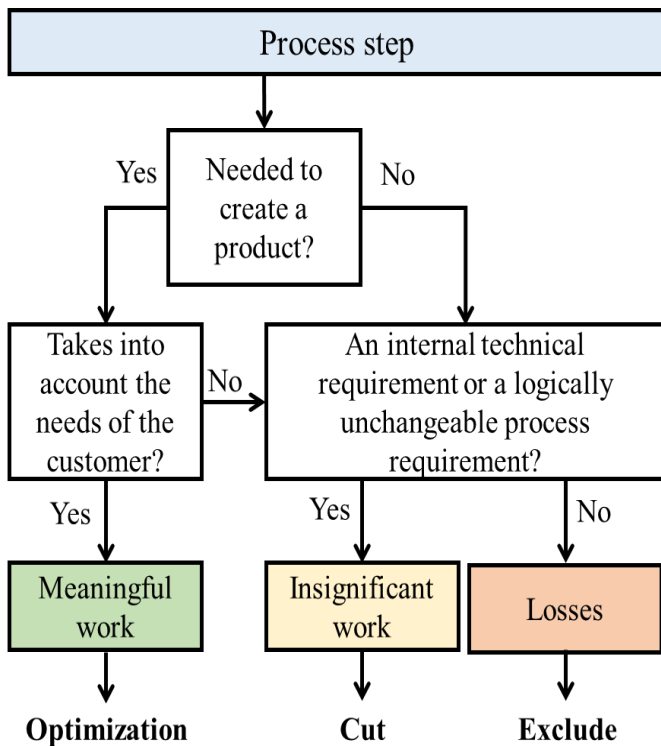 Process step
Yes
Needed to
create a
product?
No
Takes into
account the
needs of the
customer?
No
An internal technical
requirement or a logically
unchangeable process
requirement?
Yes
Yes
No
Meaningful
work
Insignificant
work
Losses
Optimization
Cut
Exclude